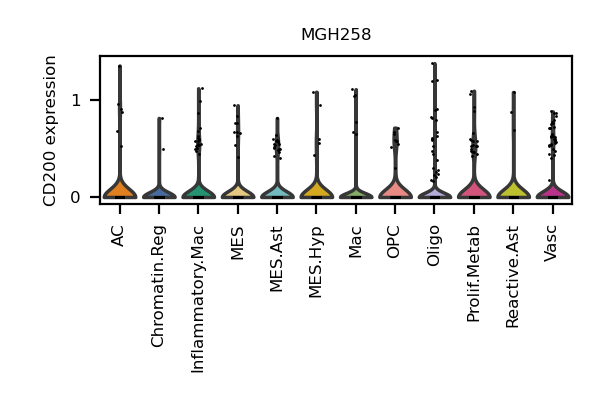 MGH258
CD200 expression
1
0
AC
Chromatin.Reg
Inflammatory.Mac
MES
MES.Ast
MES.Hyp
Mac
OPC
Oligo
Prolif.Metab
Reactive.Ast
Vasc